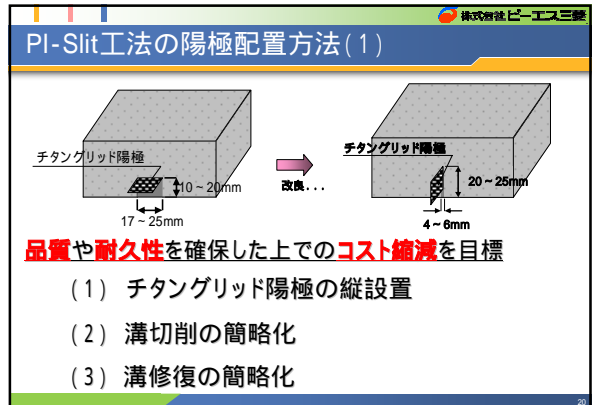 株式会社ピーエス三菱
PI-Slit工法の陽極配置方法(1)
チタングリッド陽極
10～20mm
17～25mm
改良...
チタングリッド陽極
20～25mm
4～6mm
品質や耐久性を確保した上でのコスト縮減を目標
(1) チタングリッド陽極の縦設置
(2) 溝切削の簡略化
(3) 溝修復の簡略化
20